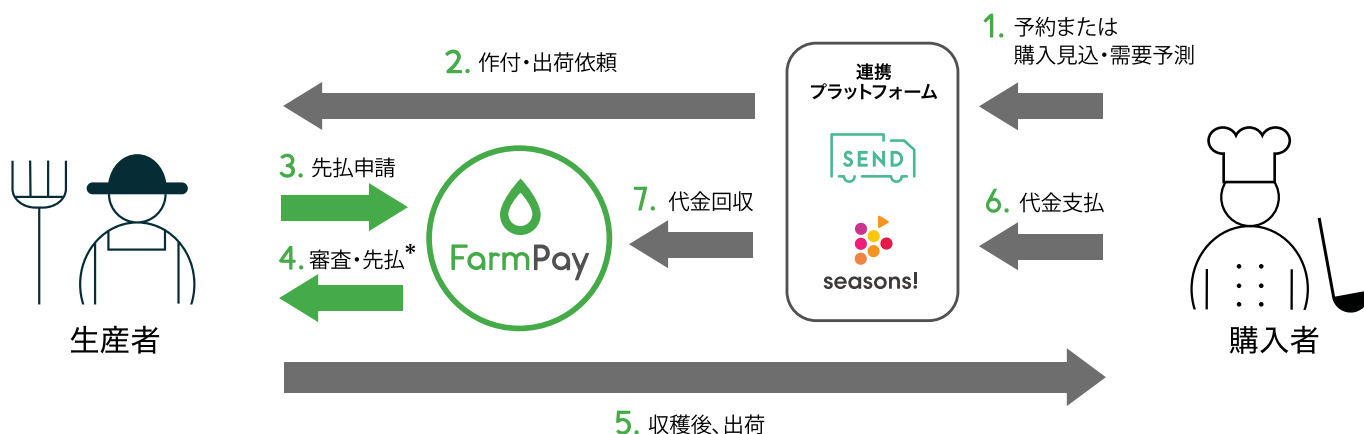 1. 予約または
購入見込・需要予測
2. 作付・出荷依頼
連携
プラットフォーム
SEND
3. 先払申請
7. 代金回収
6. 代金支払
FarmPay
4. 審査・先払*
seasons!
生産者
購入者
5. 収穫後、出荷